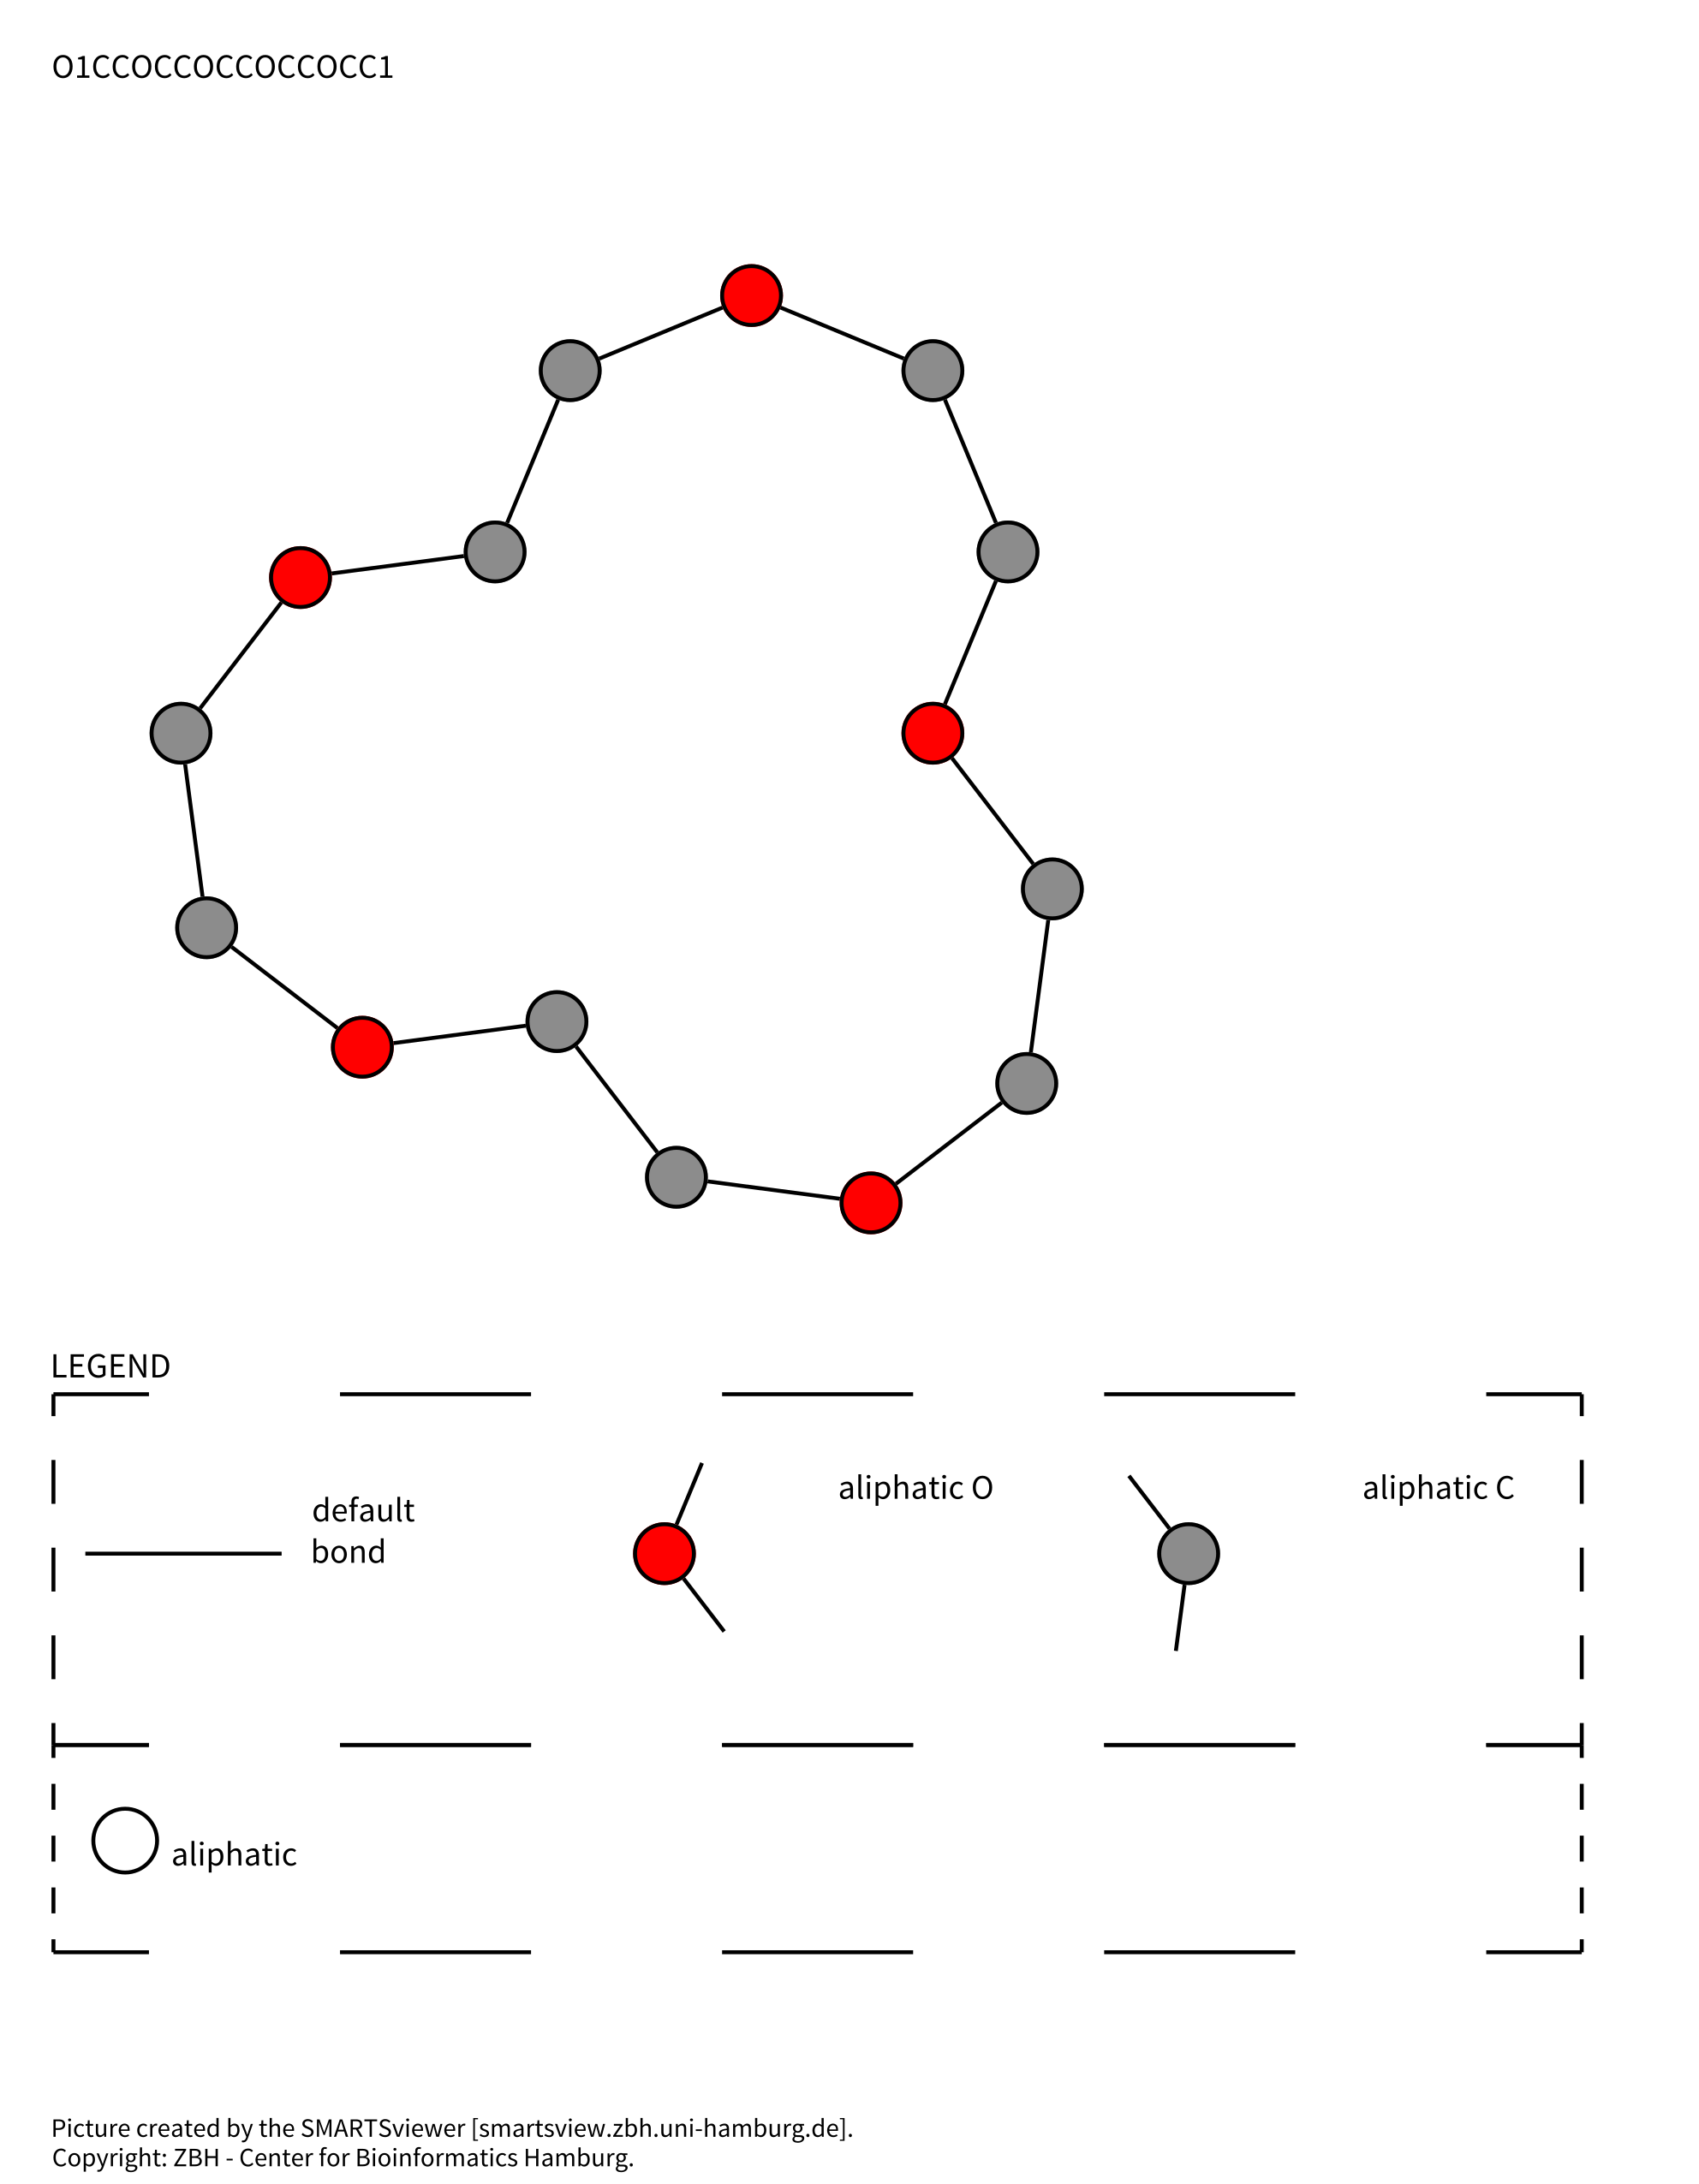 O1CCOCCOCCOCCOCC1
LEGEND
default
bond
aliphatic O
aliphatic C
aliphatic
Picture created by the SMARTSviewer [smartsview.zbh.uni-hamburg.de].
Copyright: ZBH - Center for Bioinformatics Hamburg.